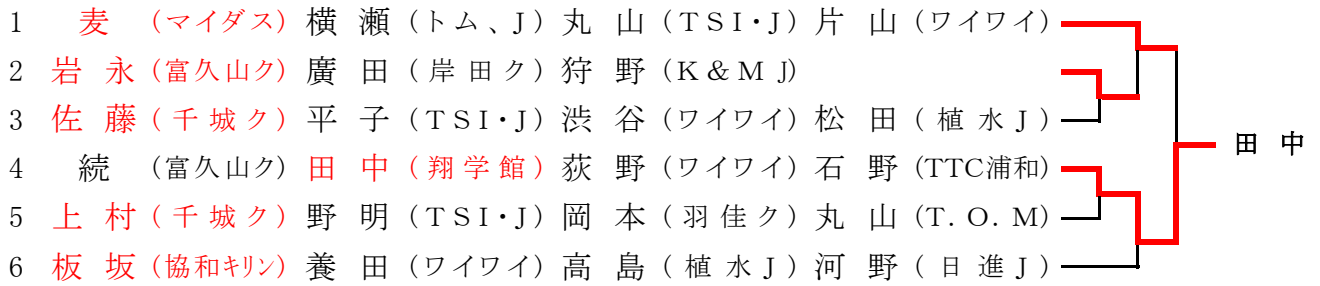 1 麦 (マイダス) 横 瀬 (トム、J) 丸 山 (TSI・J) 片 山 (ワイワイ)
2 岩 永 (富久山ク) 廣 田 (岸田ク) 狩 野 (K&MJ)
3 佐 藤 (千城ク) 平 子 (TSI・J) 渋 谷 (ワイワイ) 松 田 (植水J)
田 中
4 続 (富久山ク) 田 中 (翔学館) 荻 野 (ワイワイ) 石 野 (TTC浦和)
5 上 村 (千城ク) 野 明 (TSI・J) 岡 本 (羽佳ク) 丸 山 (T.O.M)
6 板 坂 (協和キリン) 養 田 (ワイワイ) 高 島 (植水J) 河 野 (日進J)